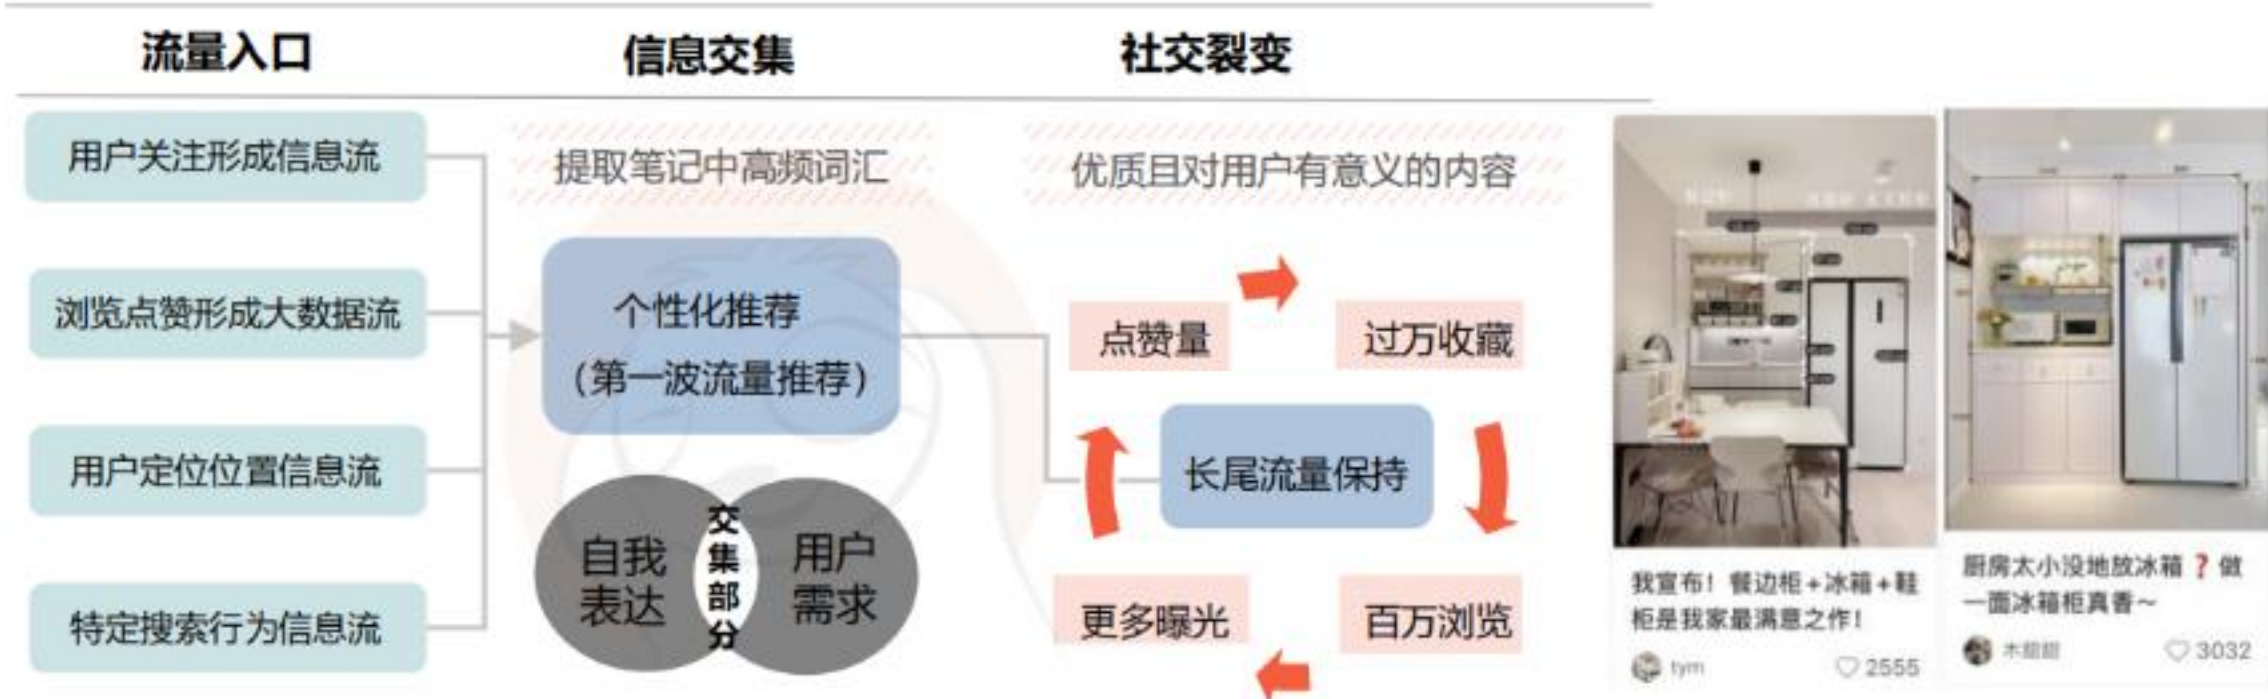 流量入口
信息交集
社交裂变
用户关注形成信息流
浏览点赞形成大数据流
用户定位位置信息流
特定搜索行为信息流
提取笔记中高频词汇
个性化推荐
（第一波流量推荐）
自我
表达
交
集
部
分
用户
需求
优质且对用户有意义的内容
点赞量
过万收藏
长尾流量保持
更多曝光
百万浏览
我宣布！餐边柜+冰箱+鞋
柜是我家最满意之作！
tym
2555
厨房太小没地放冰箱❓做
一面冰箱柜真香～
3032